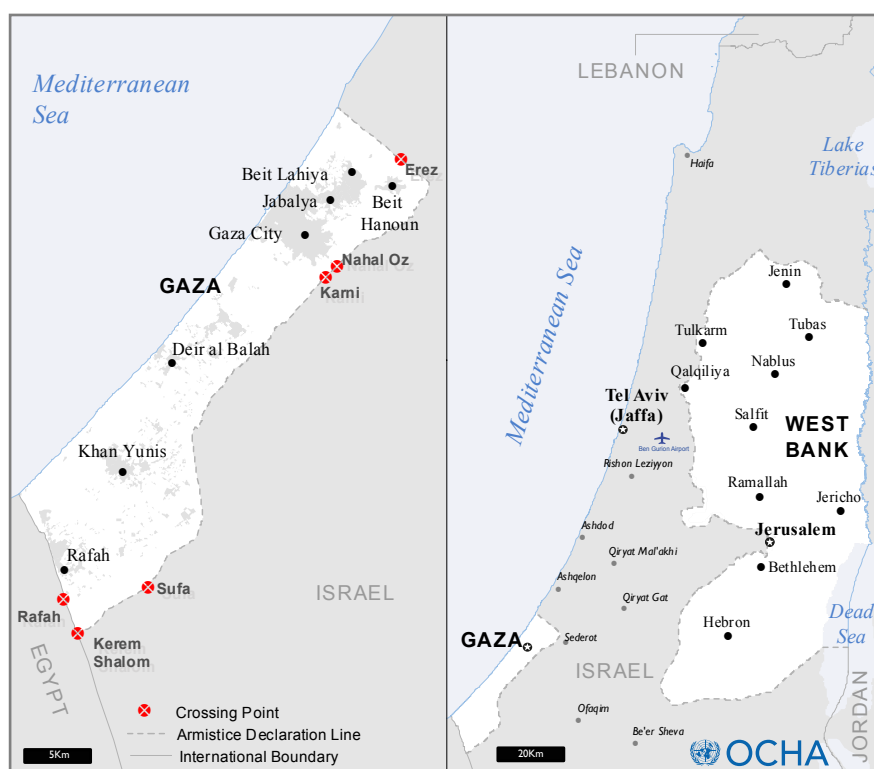 Mediterranean
Sea
Erez
Beit Lahiya
Beit
Hanoun
Jabalya
Gaza City
Nahal Oz
Karni
GAZA
Deir al Balah
Khan Yunis
Rafah
Sufa
Rafah
Kerem
Shalom
ISRAEL
EGYPT
Crossing Point
Armistice Declaration Line
International Boundary
5Km
LEBANON
Lake
Tiberias
Haifa
Mediterranean Sea
Jenin
Tubas
Tulkarm
Nablus
Qalqiliya
Tel Aviv
(Jaffa)
Ben Gurion Airport
Salfit
WEST
BANK
Rishon Leziyyon
Ramallah
Jericho
Ashdod
Jerusalem
Qiryat Mal'akhi
Bethlehem
Ashqelon
Qiryat Gat
Dead
Sea
Hebron
GAZA
Sederot
ISRAEL
Ofaqim
Be'er Sheva
JORDAN
20Km
OCHA